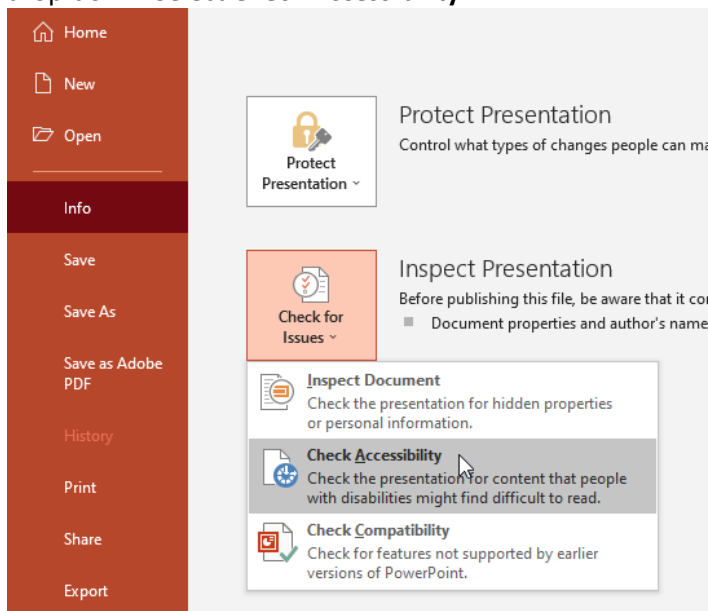 Home
New
Open
Info
Save
Save As
Save as Adobe
PDF
History
Print
Share
Export
Protect
Presentation
Protect Presentation
Control what types of changes people can
Check for
Issues
Inspect Presentation
Before publishing this file, be aware that it
Document properties and author's name
Inspect Document
Check the presentation for hidden properties
or personal information.
Check Accessibility
Check the presentation for content that people
with disabilities might find difficult to read.
Check Compatibility
Check for features not supported by earlier
versions of PowerPoint.